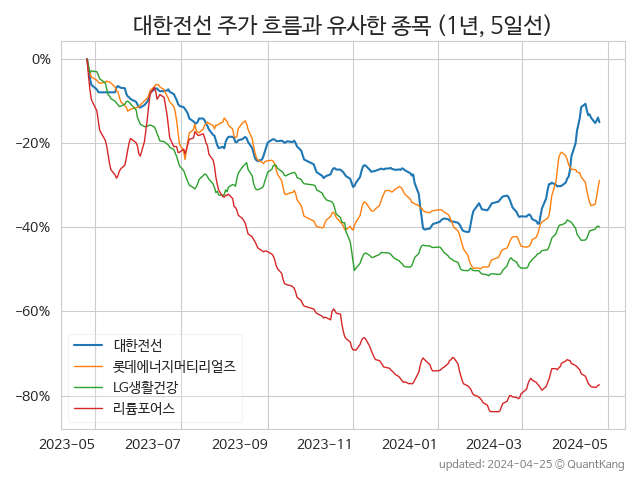 대한전선 주가 흐름과 유사한 종목 (1년, 5일선)
0%
−20%
−40%
−60%
−80%
대한전선
롯데에너지머티리얼즈
LG생활건강
리튬포어스
2023−05 2023−07 2023−09 2023−11 2024−01 2024−03 2024−05
updated: 2024−04−25 © QuantKang